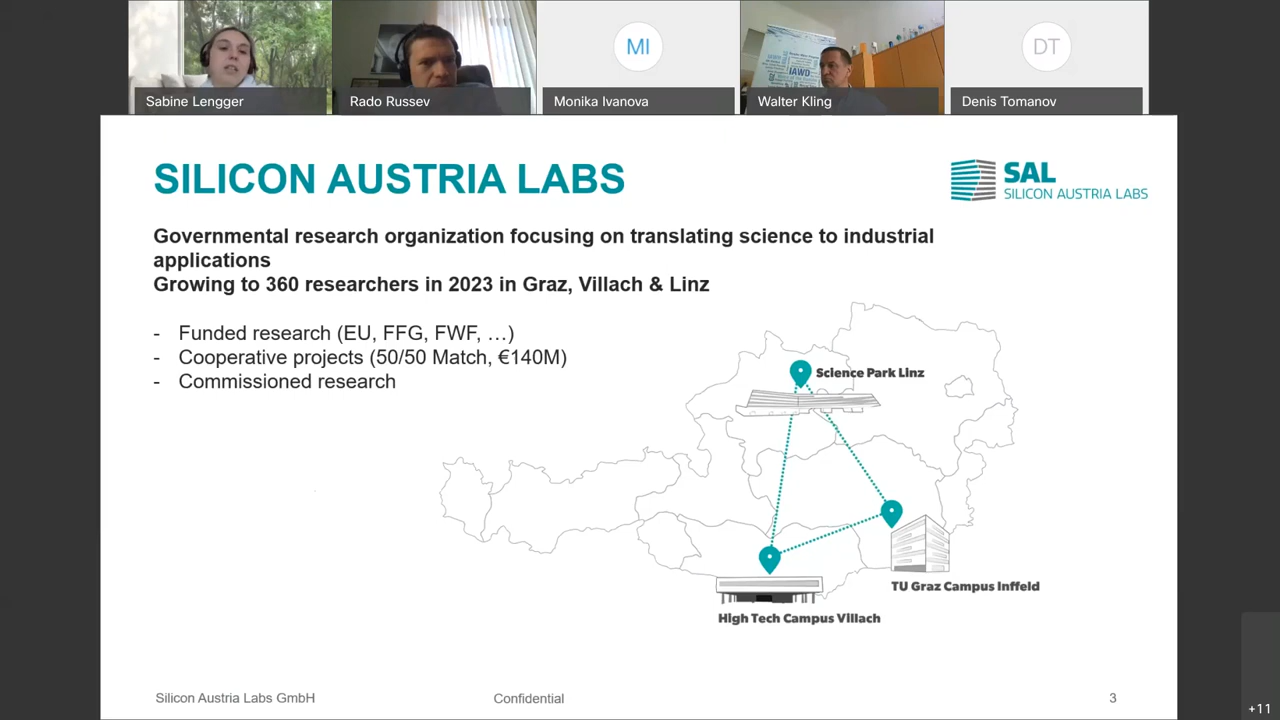 MI
DT
IAWD
Sabine Lengger
Rado Russev
Monika Ivanova
Walter Kling
Denis Tomanov
SILICON AUSTRIA LABS
SAL
SILICON AUSTRIA LABS
Governmental research organization focusing on translating science to industrial
applications
Growing to 360 researchers in 2023 in Graz, Villach & Linz
- Funded research (EU, FFG, FWF, …)
- Cooperative projects (50/50 Match, €140M)
- Commissioned research
Science Park Linz
TU Graz Campus Inffeld
High Tech Campus Villach
Silicon Austria Labs GmbH
Confidential
3
+11